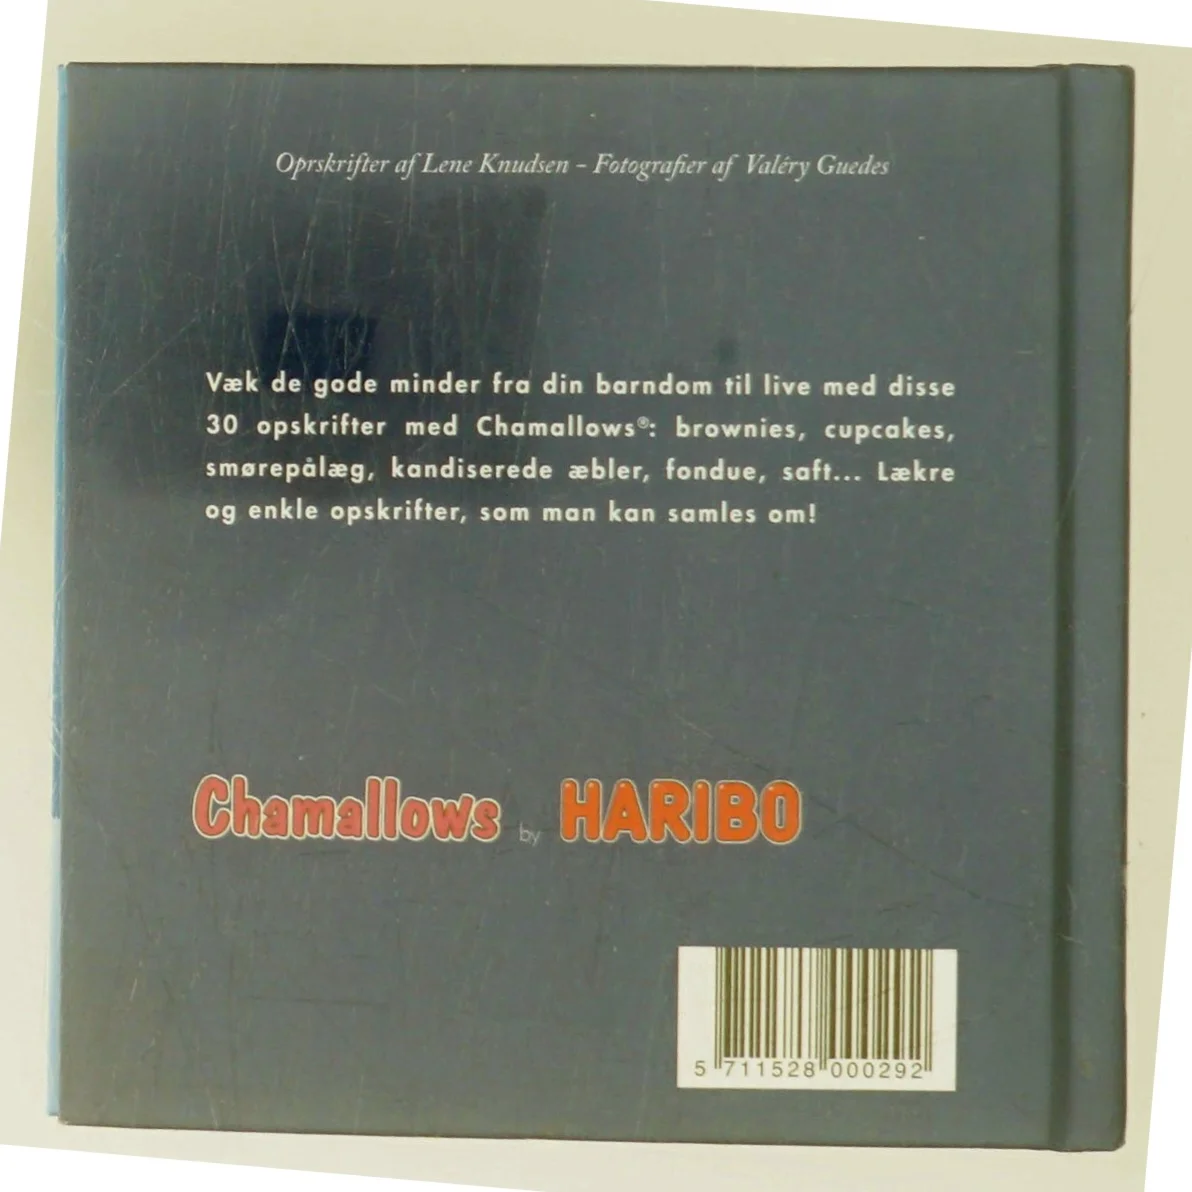 Oprskrifter af Lene Knudsen – Fotografier af Valéry Guedes
Væk de gode minder fra din barndom til live med disse
30 opskrifter med Chamallows®: brownies, cupcakes,
smørepålæg, kandiserede æbler, fondue, saft... Lækre
og enkle opskrifter, som man kan samles om!
Chamallows by HARIBO
5 711528 000292